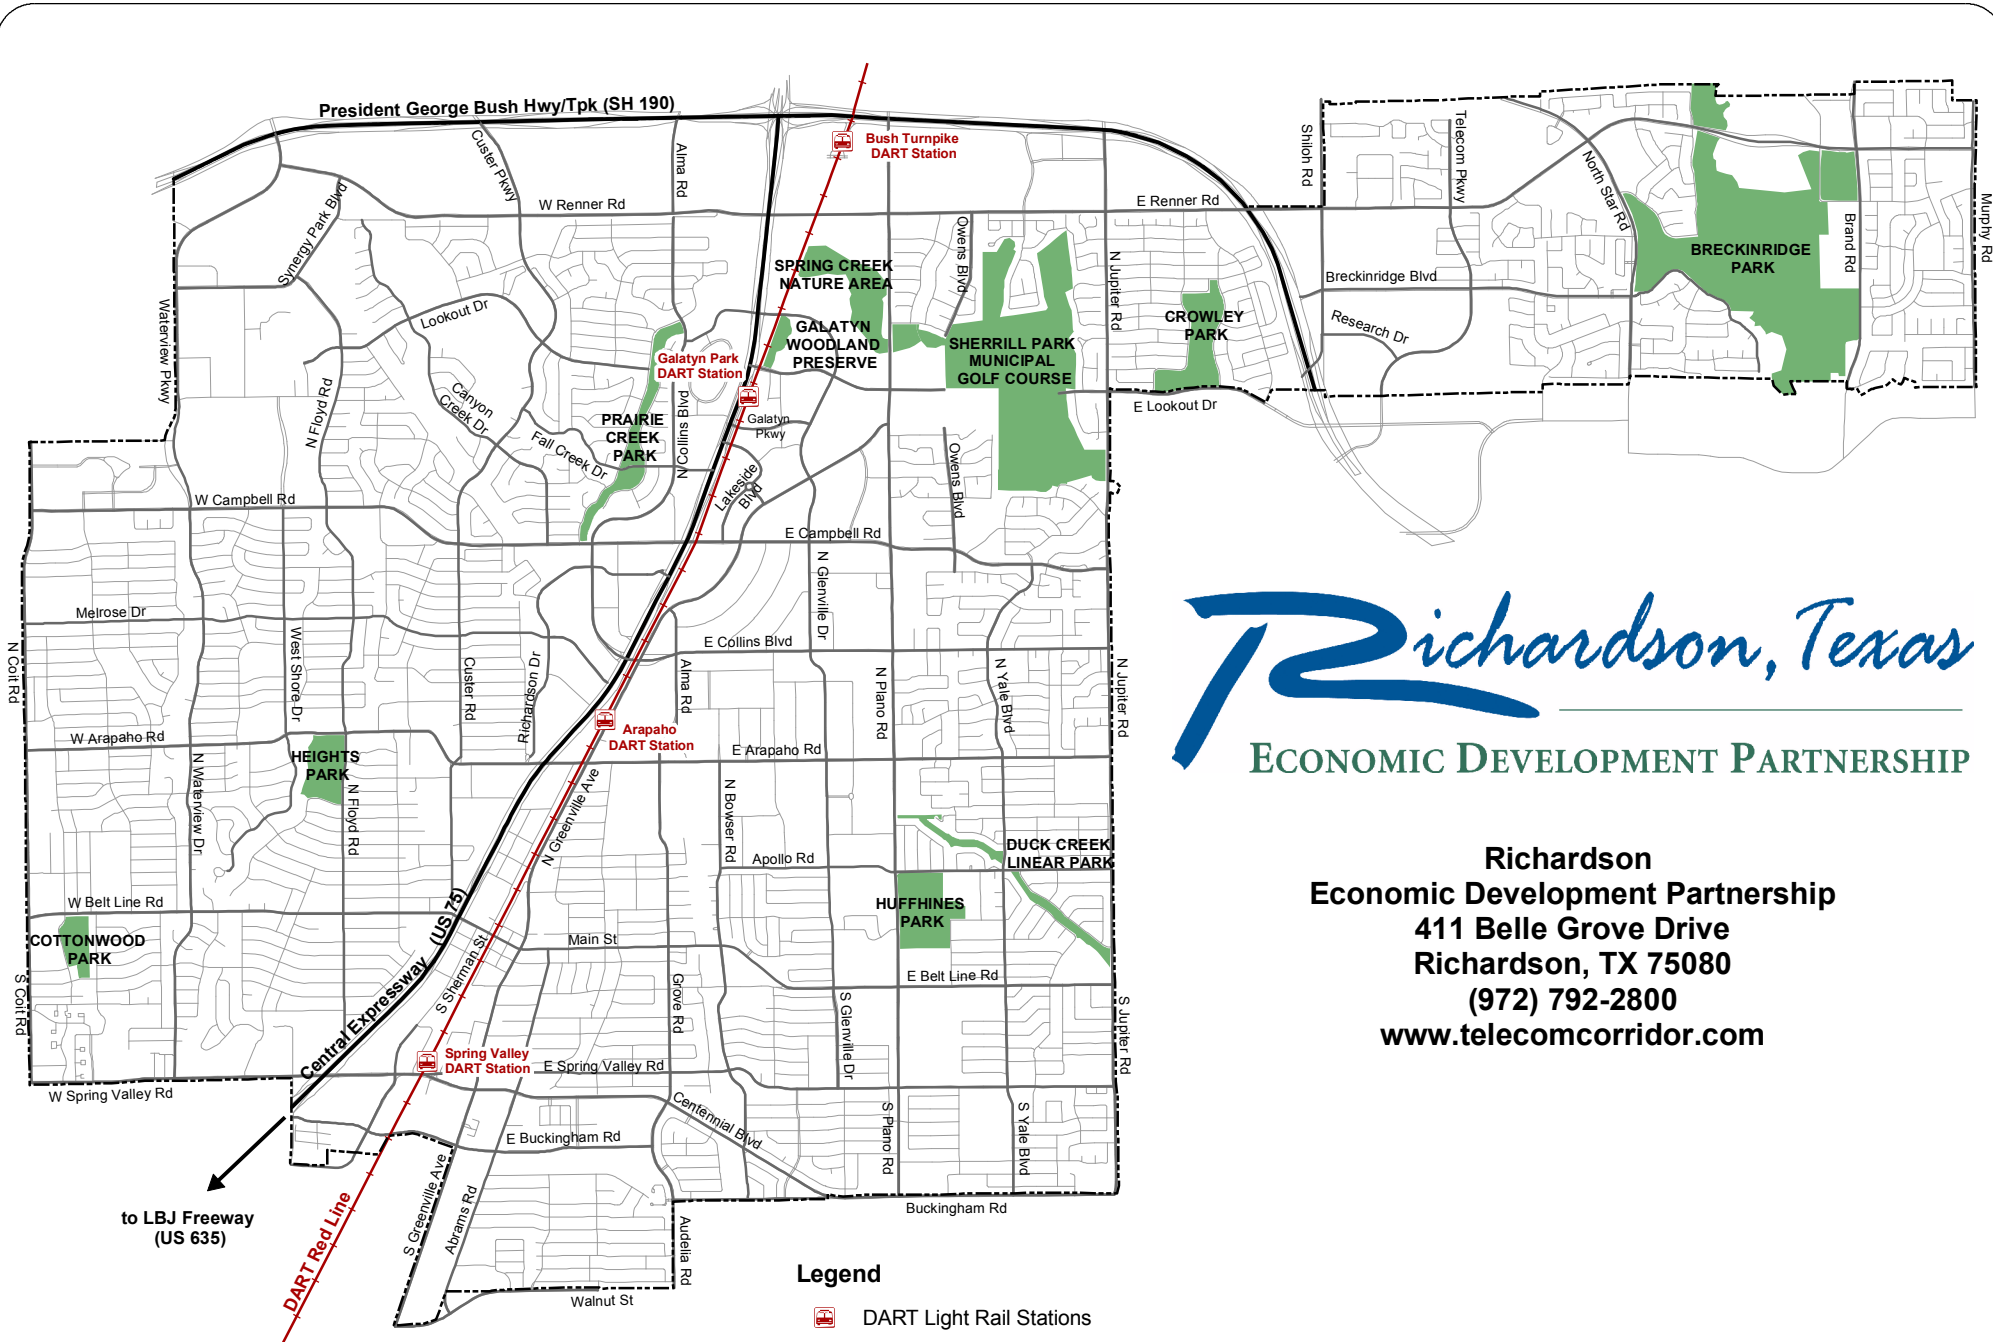 President George Bush Hwy/Tpk (SH 190)
Bush Turnpike
DART Station
Custer Pkwy
Alma Rd
Shiloh Rd
Telecom Pkwy
North Star Rd
Murphy Rd
Synergy Park Blvd
W Renner Rd
E Renner Rd
Owens Blvd
N Jupiter Rd
Brand Rd
BRECKINRIDGE
PARK
SPRING CREEK
NATURE AREA
Breckinridge Blvd
Waterview Pkwy
Lookout Dr
GALATYN
WOODLAND
PRESERVE
CROWLEY
PARK
Research Dr
SHERRILL PARK
MUNICIPAL
GOLF COURSE
Galatyn Park
DART Station
N Floyd Rd
Canyon
Creek Dr
Fall Creek Dr
PRAIRIE
CREEK
PARK
N Collins Blvd
Galatyn
Pkwy
E Lookout Dr
Lakeside
Blvd
Owens Blvd
W Campbell Rd
E Campbell Rd
N Glenville Dr
Melrose Dr
N Coit Rd
West Shore Dr
Custer Rd
Richardson Dr
E Collins Blvd
Alma Rd
N Plano Rd
N Yale Blvd
N Jupiter Rd
Richardson, Texas
ECONOMIC DEVELOPMENT PARTNERSHIP
W Arapaho Rd
Arapaho
DART Station
E Arapaho Rd
HEIGHTS
PARK
N Waterview Dr
N Floyd Rd
N Greenville Ave
N Bowser Rd
Apollo Rd
DUCK CREEK
LINEAR PARK
Richardson
Economic Development Partnership
411 Belle Grove Drive
Richardson, TX 75080
(972) 792-2800
www.telecomcorridor.com
W Belt Line Rd
COTTONWOOD
PARK
HUFFHINES
PARK
Main St
E Belt Line Rd
S Coit Rd
Central Expressway
(US 75)
S Sherman St
Grove Rd
S Glenville Dr
S Jupiter Rd
Spring Valley
DART Station
E Spring Valley Rd
W Spring Valley Rd
Centennial Blvd
S Plano Rd
S Yale Blvd
E Buckingham Rd
Buckingham Rd
to LBJ Freeway
(US 635)
DART Red Line
S Greenville Ave
Abrams Rd
Audelia Rd
Walnut St
Legend
DART Light Rail Stations